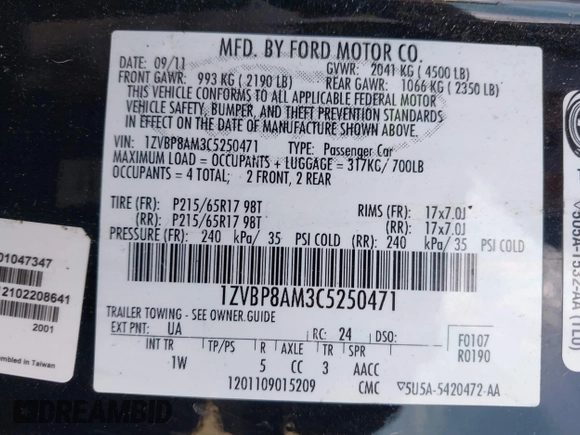 MFD. BY FORD MOTOR CO.
DATE: 09/11 GVWR: 2041 KG (4500 LB)
FRONT GAWR: 993 KG (2190 LB) REAR GAWR: 1066 KG (2350 LB)
THIS VEHICLE CONFORMS TO ALL APPLICABLE FEDERAL MOTOR
VEHICLE SAFETY, BUMPER, AND THEFT PREVENTION STANDARDS
IN EFFECT ON THE DATE OF MANUFACTURE SHOWN ABOVE.
VIN: 1ZVBP8AM3C5250471 TYPE: Passenger Car
MAXIMUM LOAD = OCCUPANTS + LUGGAGE = 317KG/ 700LB
OCCUPANTS = 4 TOTAL; 2 FRONT, 2 REAR
TIRE (FR): P215/65R17 98T RIMS (FR): 17x7.0J
(RR): P215/65R17 98T (RR): 17x7.0J
PRESSURE (FR): 240 kPa/ 35 PSI COLD (RR): 240 kPa/ 35 PSI COLD
1ZVBP8AM3C5250471
TRAILER TOWING - SEE OWNER GUIDE
EXT PNT: UA RC: 24 DSO: F0107
R0190
INT TR TP/PS R AXLE TR SPR
1W 5 CC 3 AACC
1201109015209 CMC ▽5U5A-5420472-AA
01047347
12102208641
2001
mbled in Taiwan
DREAMBID